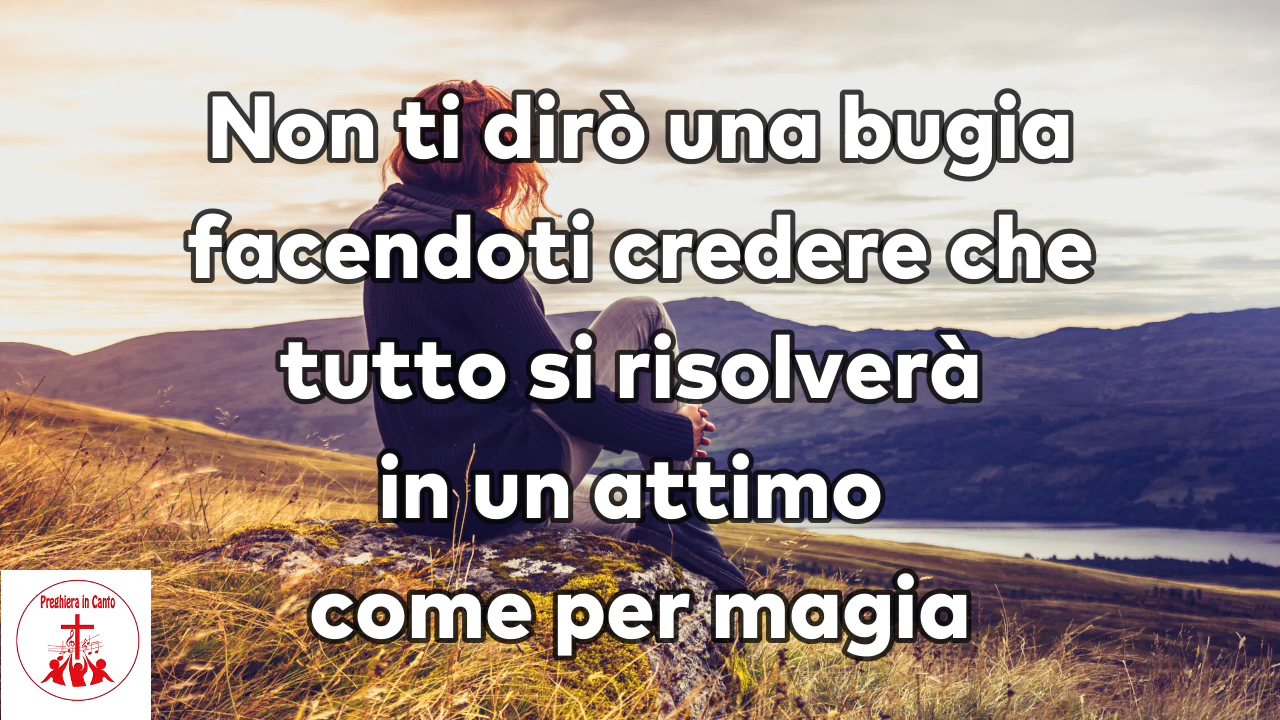 Non ti dirò una bugia
facendoti credere che
tutto si risolverà
in un attimo
come per magia
Preghiera in Canto